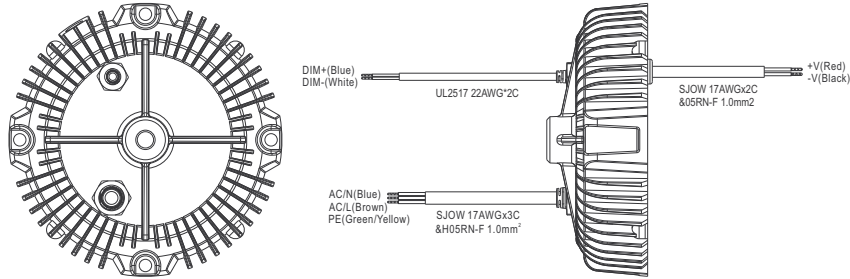 DIM+(Blue)
DIM-(White)
UL2517 22AWG*2C
+V(Red)
-V(Black)
SJOW 17AWGx2C
&05RN-F 1.0mm2
AC/N(Blue)
AC/L(Brown)
PE(Green/Yellow)
SJOW 17AWGx3C
&H05RN-F 1.0mm²